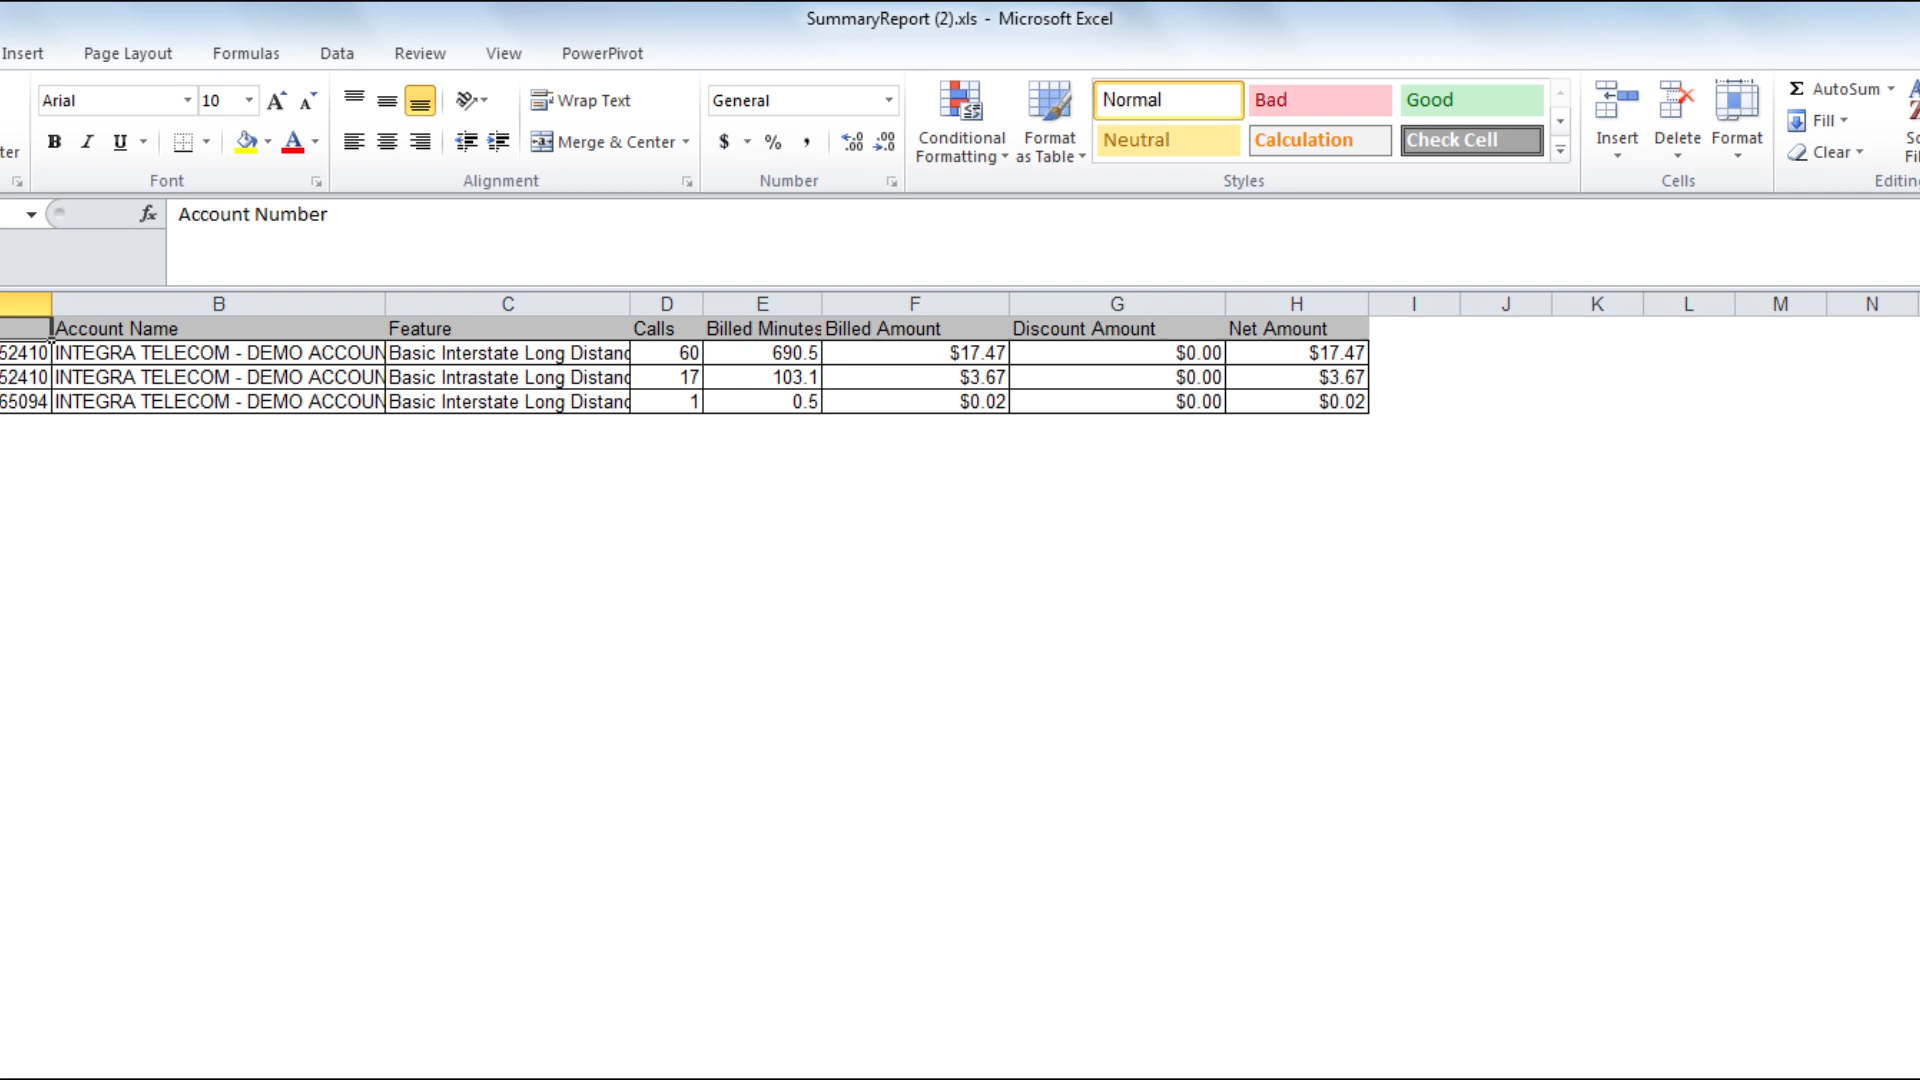 SummaryReport (2).xls - Microsoft Excel
Insert Page Layout Formulas Data Review View PowerPivot
Arial 10 Wrap Text General Normal Bad Good AutoSum
Neutral Calculation Check Cell Fill
B I U Merge & Center $ % , Conditional Formatting Format as Table Insert Delete Format Clear
Font Alignment Number Styles Cells Editing
fx Account Number
B C D E F G H I J K L M N
Account Name Feature Calls Billed Minutes Billed Amount Discount Amount Net Amount
52410 INTEGRA TELECOM - DEMO ACCOUN Basic Interstate Long Distanc 60 690.5 $17.47 $0.00 $17.47
52410 INTEGRA TELECOM - DEMO ACCOUN Basic Intrastate Long Distanc 17 103.1 $3.67 $0.00 $3.67
65094 INTEGRA TELECOM - DEMO ACCOUN Basic Interstate Long Distanc 1 0.5 $0.02 $0.00 $0.02